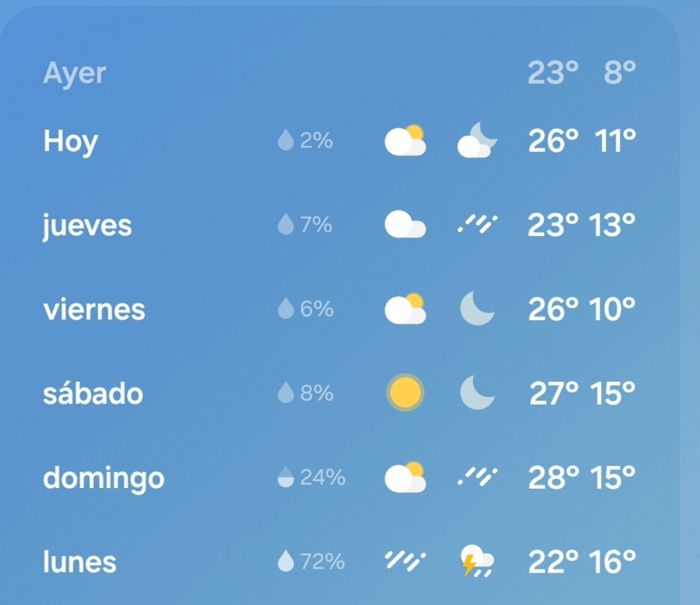 Ayer 23° 8°
Hoy 2% 26° 11°
jueves 7% 23° 13°
viernes 6% 26° 10°
sábado 8% 27° 15°
domingo 24% 28° 15°
lunes 72% 22° 16°